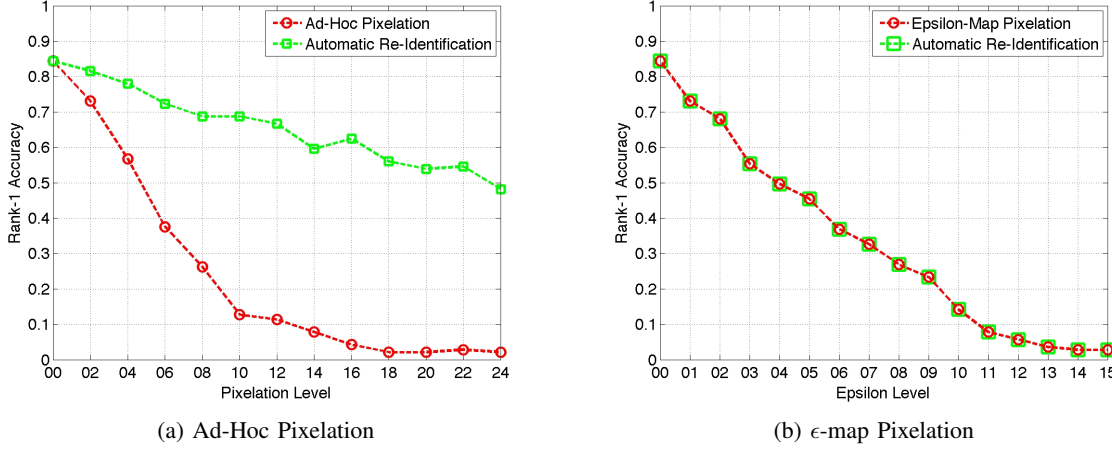 Ad-Hoc Pixelation
Automatic Re-Identification
Rank-1 Accuracy
1
0.9
0.8
0.7
0.6
0.5
0.4
0.3
0.2
0.1
0
00 02 04 06 08 10 12 14 16 18 20 22 24
Pixelation Level
(a) Ad-Hoc Pixelation
Epsilon-Map Pixelation
Automatic Re-Identification
Rank-1 Accuracy
1
0.9
0.8
0.7
0.6
0.5
0.4
0.3
0.2
0.1
0
00 01 02 03 04 05 06 07 08 09 10 11 12 13 14 15
Epsilon Level
(b) ϵ-map Pixelation